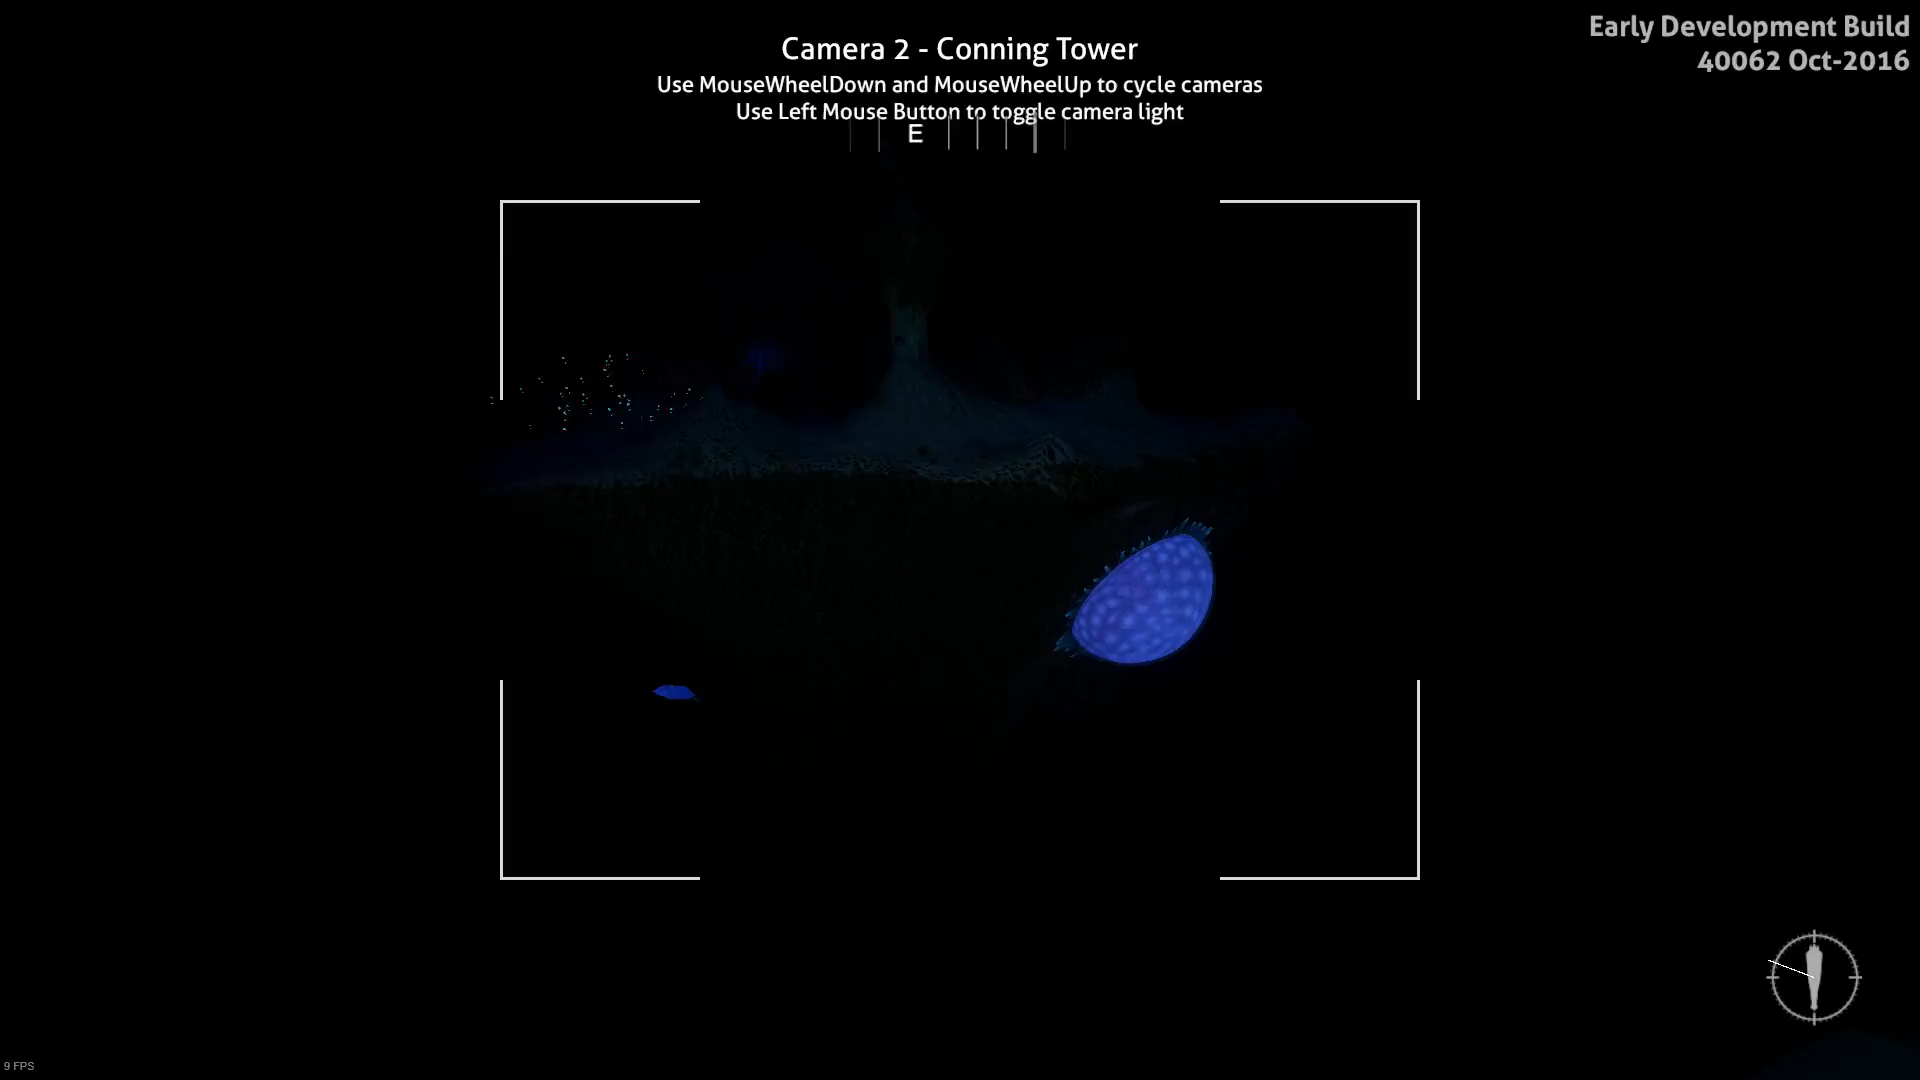 Early Development Build
40062 Oct-2016
Camera 2 - Conning Tower
Use MouseWheelDown and MouseWheelUp to cycle cameras
Use Left Mouse Button to toggle camera light
E
9 FPS